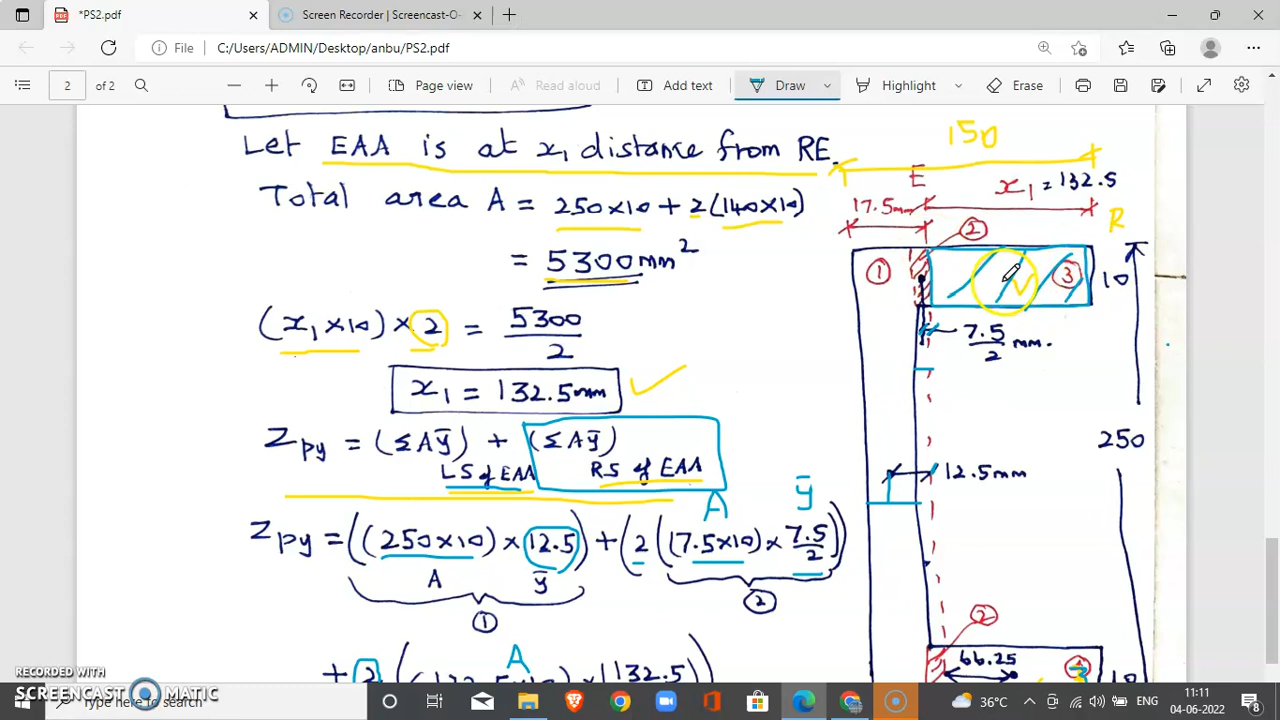 *PS2.pdf
Screen Recorder | Screencast-O-
File C:/Users/ADMIN/Desktop/anbu/PS2.pdf
2 of 2 Page view Read aloud Add text Draw Highlight Erase
Let EAA is at x₁ distance from RE.
Total area A = 250×10 + 2(140×10)
= 5300mm²
(x₁×10) × 2 = 5300/2
x₁ = 132.5mm
Zpy = (ΣAȳ) + (ΣAȳ)
LS of EAA RS of EAA
A ȳ
Zpy = ((250×10) × 12.5) + (2((7.5×10) × 7.5/2))
A ȳ
① ②
A
150
E
x₁ = 132.5
17.5mm
R
②
① ③ 10
7.5/2 mm.
250
12.5mm
②
66.25
RECORDED WITH
SCREENCAST MATIC
Type here to search
36°C ENG 11:11
04-06-2022
8